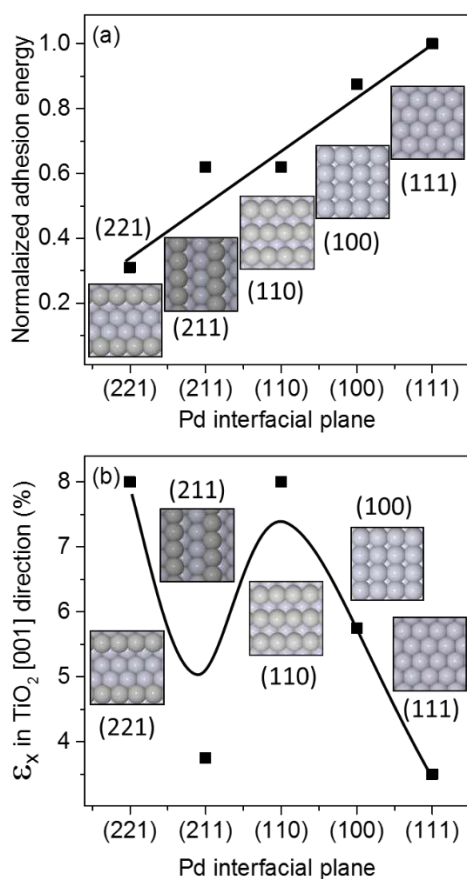 (a)
Normalaized adhesion energy
1.0
0.8
0.6
0.4
0.2
(221)
(211)
(110)
(100)
(111)
(221) (211) (110) (100) (111)
Pd interfacial plane
(b)
εx in TiO2 [001] direction (%)
8
7
6
5
4
(211)
(100)
(221)
(110)
(111)
(221) (211) (110) (100) (111)
Pd interfacial plane